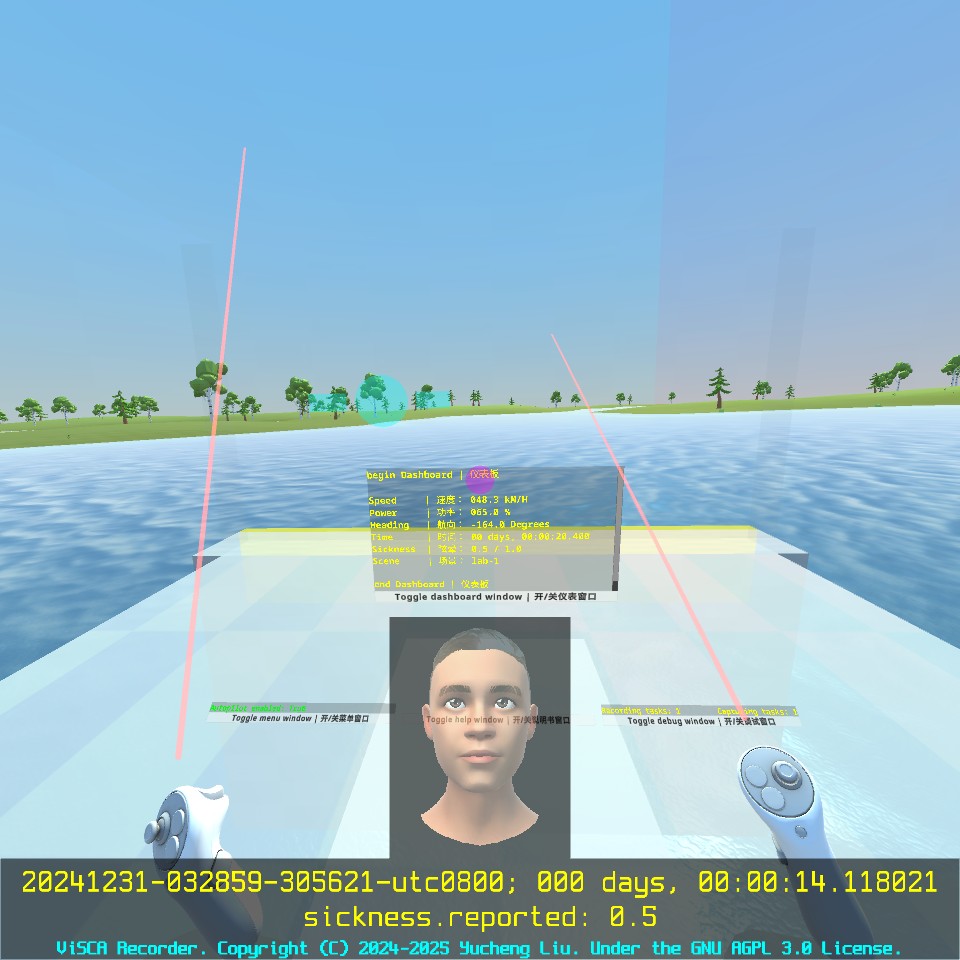 begin Dashboard | 仪表板
Speed | 速度： 048.3 kM/H
Power | 功率： 065.0 %
Heading | 航向： -164.0 Degrees
Time | 时间： 00 days, 00:00:20.400
Sickness | 0.5 / 1.0
Scene | 场景： lab-1
end Dashboard | 仪表板
Toggle dashboard window | 开/关仪表窗口
Autopilot enabled: True
Toggle menu window | 开/关菜单窗口
Toggle help window | 开/关说明书窗口
Recording tasks: 1 Capturing tasks: 1
Toggle debug window | 开/关调试窗口
20241231-032859-305621-utc0800; 000 days, 00:00:14.118021
sickness.reported: 0.5
ViSCA Recorder. Copyright (C) 2024-2025 Yucheng Liu. Under the GNU AGPL 3.0 License.